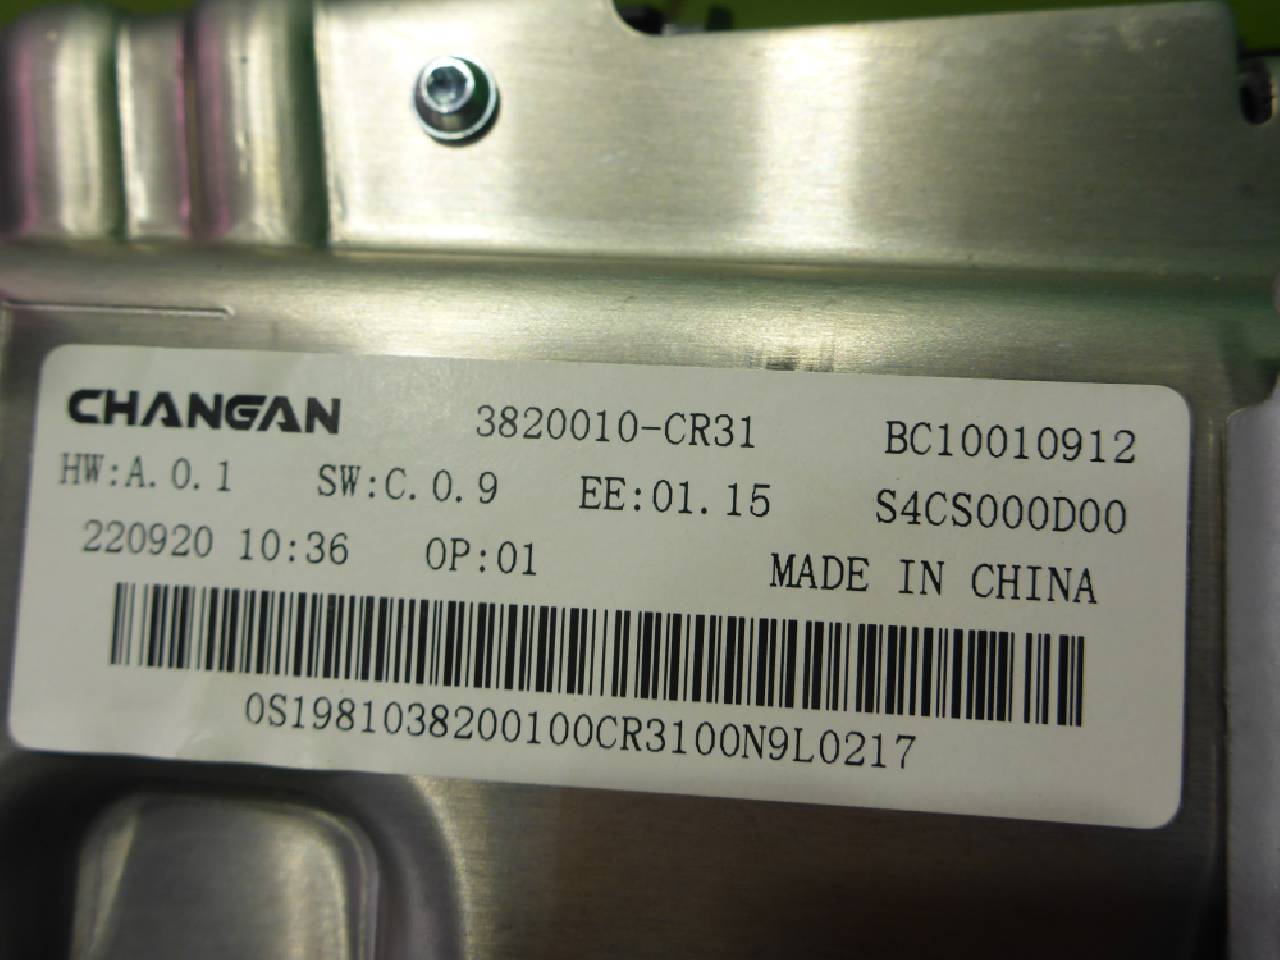 CHANGAN 3820010-CR31 BC10010912
HW:A.0.1 SW:C.0.9 EE:01.15 S4CS000D00
220920 10:36 OP:01 MADE IN CHINA
0S1981038200100CR3100N9L0217